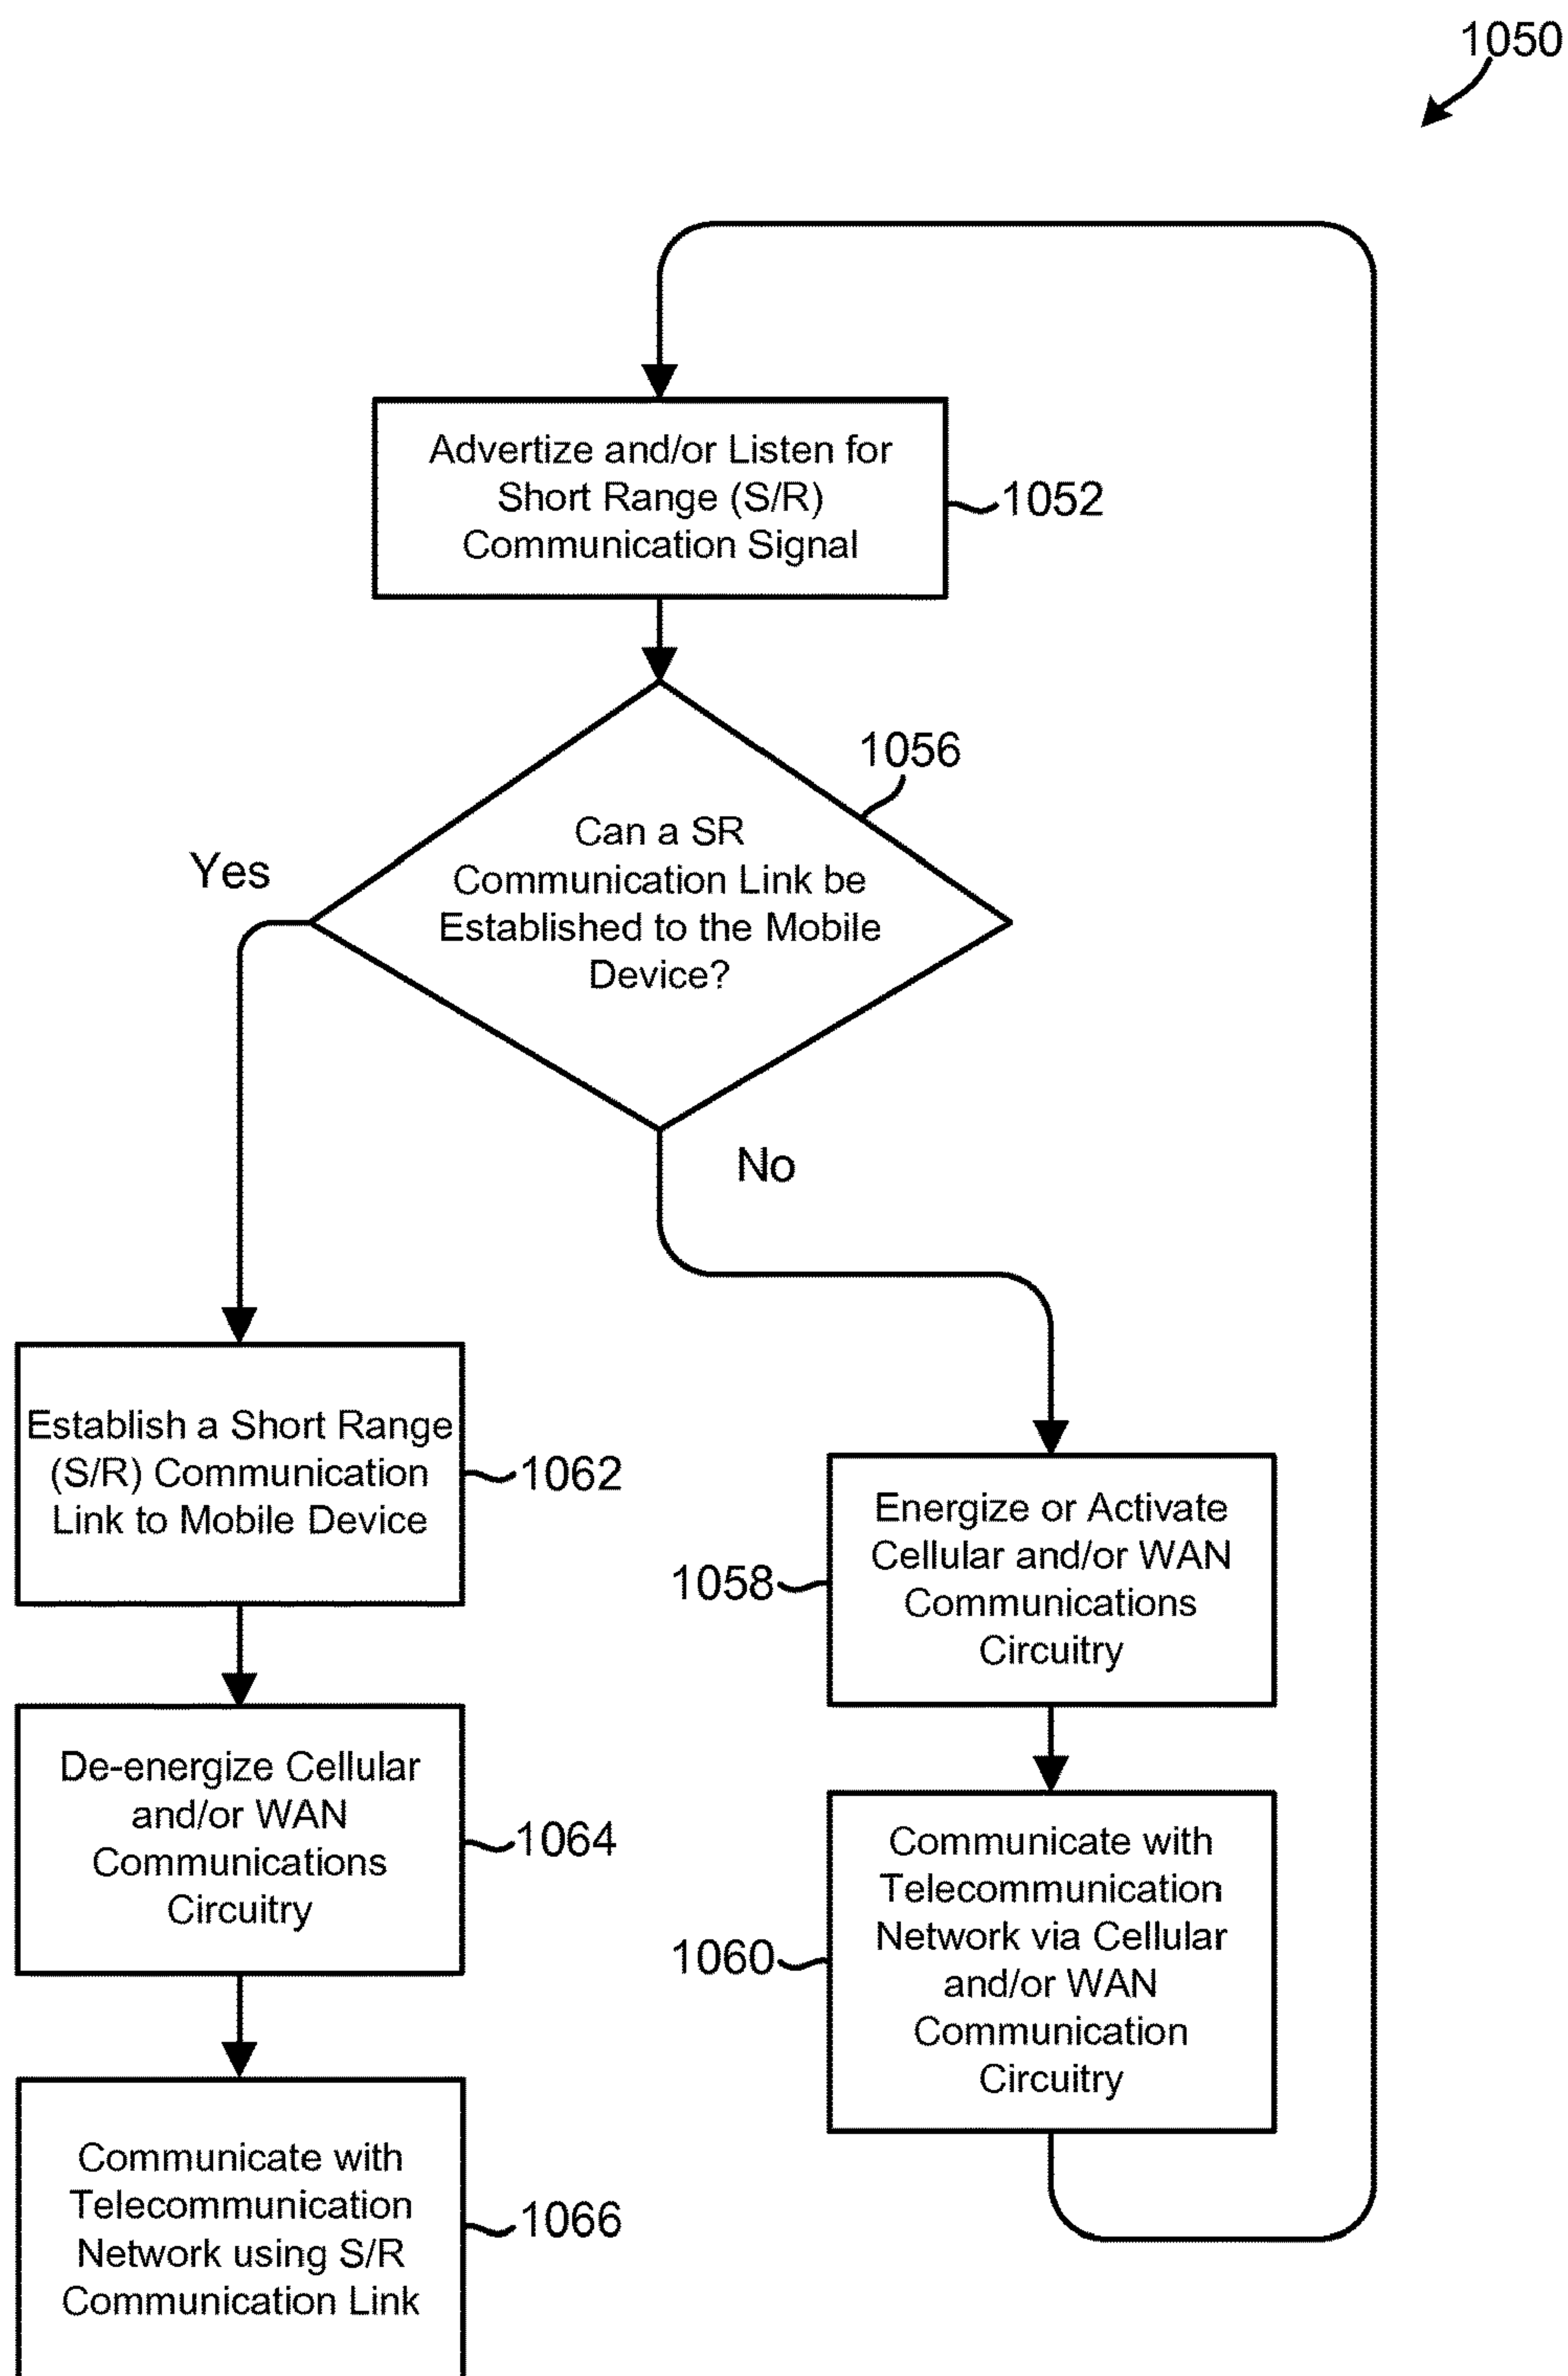 1050
Advertize and/or Listen for
Short Range (S/R)
Communication Signal
1052
1056
Can a SR
Communication Link be
Established to the Mobile
Device?
Yes
No
Establish a Short Range
(S/R) Communication
Link to Mobile Device
1062
Energize or Activate
Cellular and/or WAN
Communications
Circuitry
1058
De-energize Cellular
and/or WAN
Communications
Circuitry
1064
Communicate with
Telecommunication
Network via Cellular
and/or WAN
Communication
Circuitry
1060
Communicate with
Telecommunication
Network using S/R
Communication Link
1066